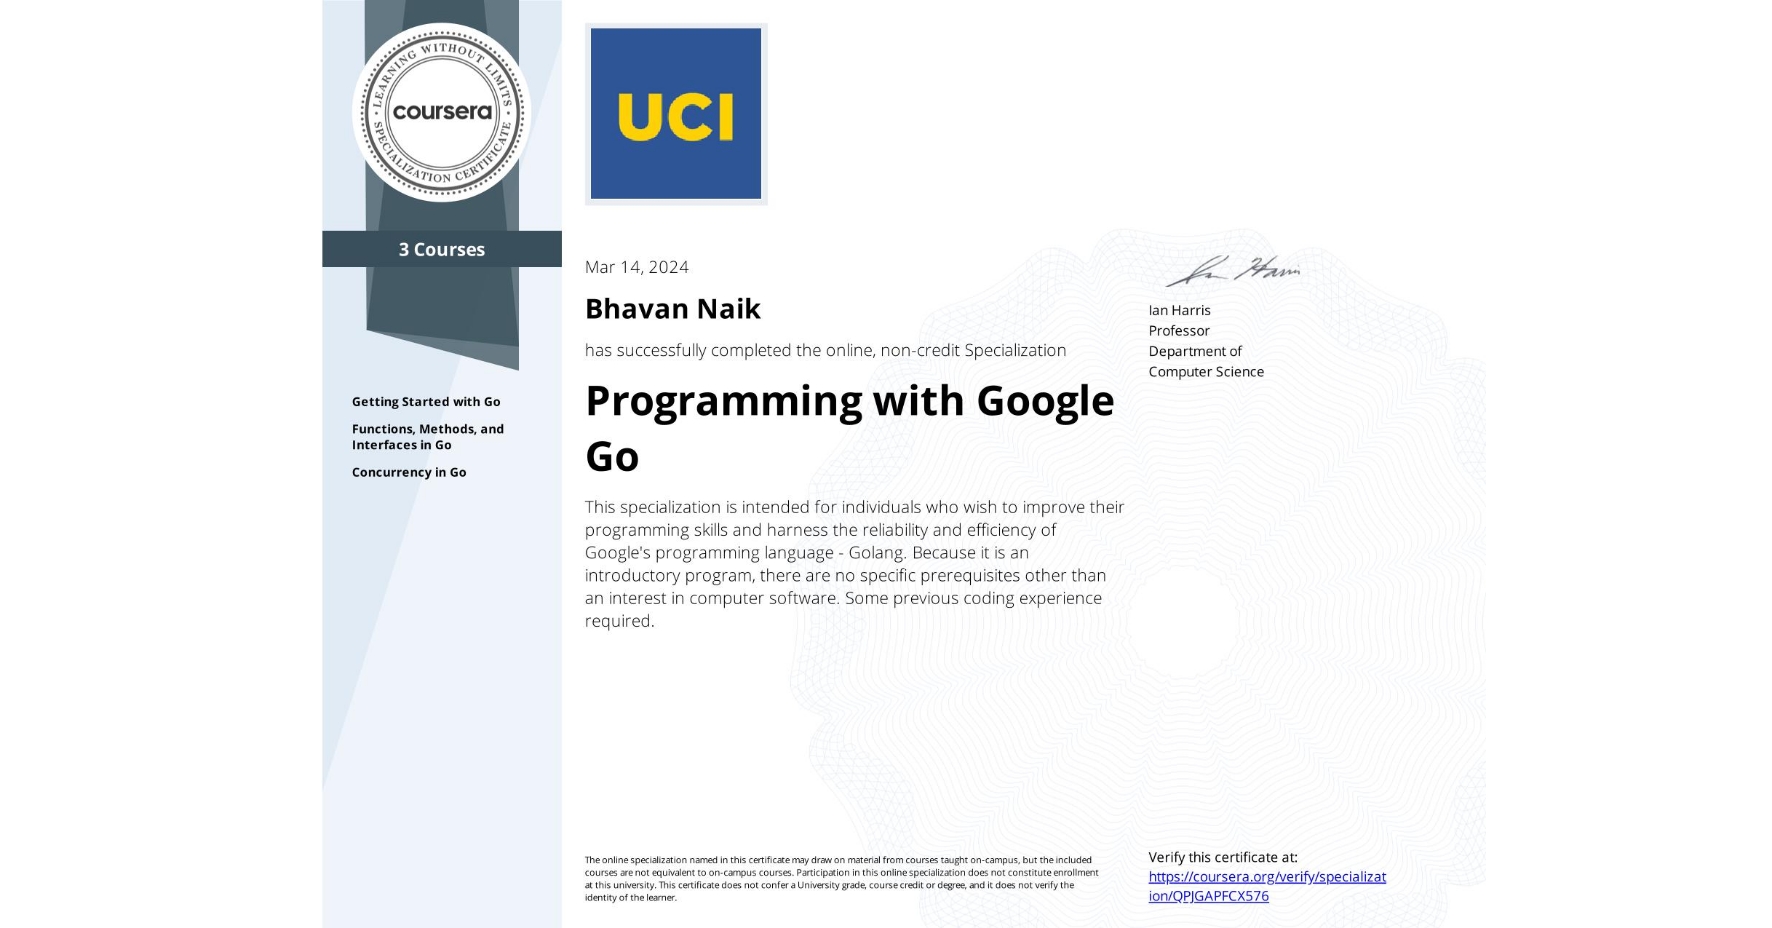 LEARNING WITHOUT LIMITS
coursera
SPECIALIZATION CERTIFICATE
3 Courses
Getting Started with Go
Functions, Methods, and
Interfaces in Go
Concurrency in Go
UCI
Mar 14, 2024
Bhavan Naik
has successfully completed the online, non-credit Specialization
Programming with Google
Go
This specialization is intended for individuals who wish to improve their
programming skills and harness the reliability and efficiency of
Google's programming language - Golang. Because it is an
introductory program, there are no specific prerequisites other than
an interest in computer software. Some previous coding experience
required.
Ian Harris
Ian Harris
Professor
Department of
Computer Science
The online specialization named in this certificate may draw on material from courses taught on-campus, but the included
courses are not equivalent to on-campus courses. Participation in this online specialization does not constitute enrollment
at this university. This certificate does not confer a University grade, course credit or degree, and it does not verify the
identity of the learner.
Verify this certificate at:
https://coursera.org/verify/specializat
ion/QPJGAPFCX576